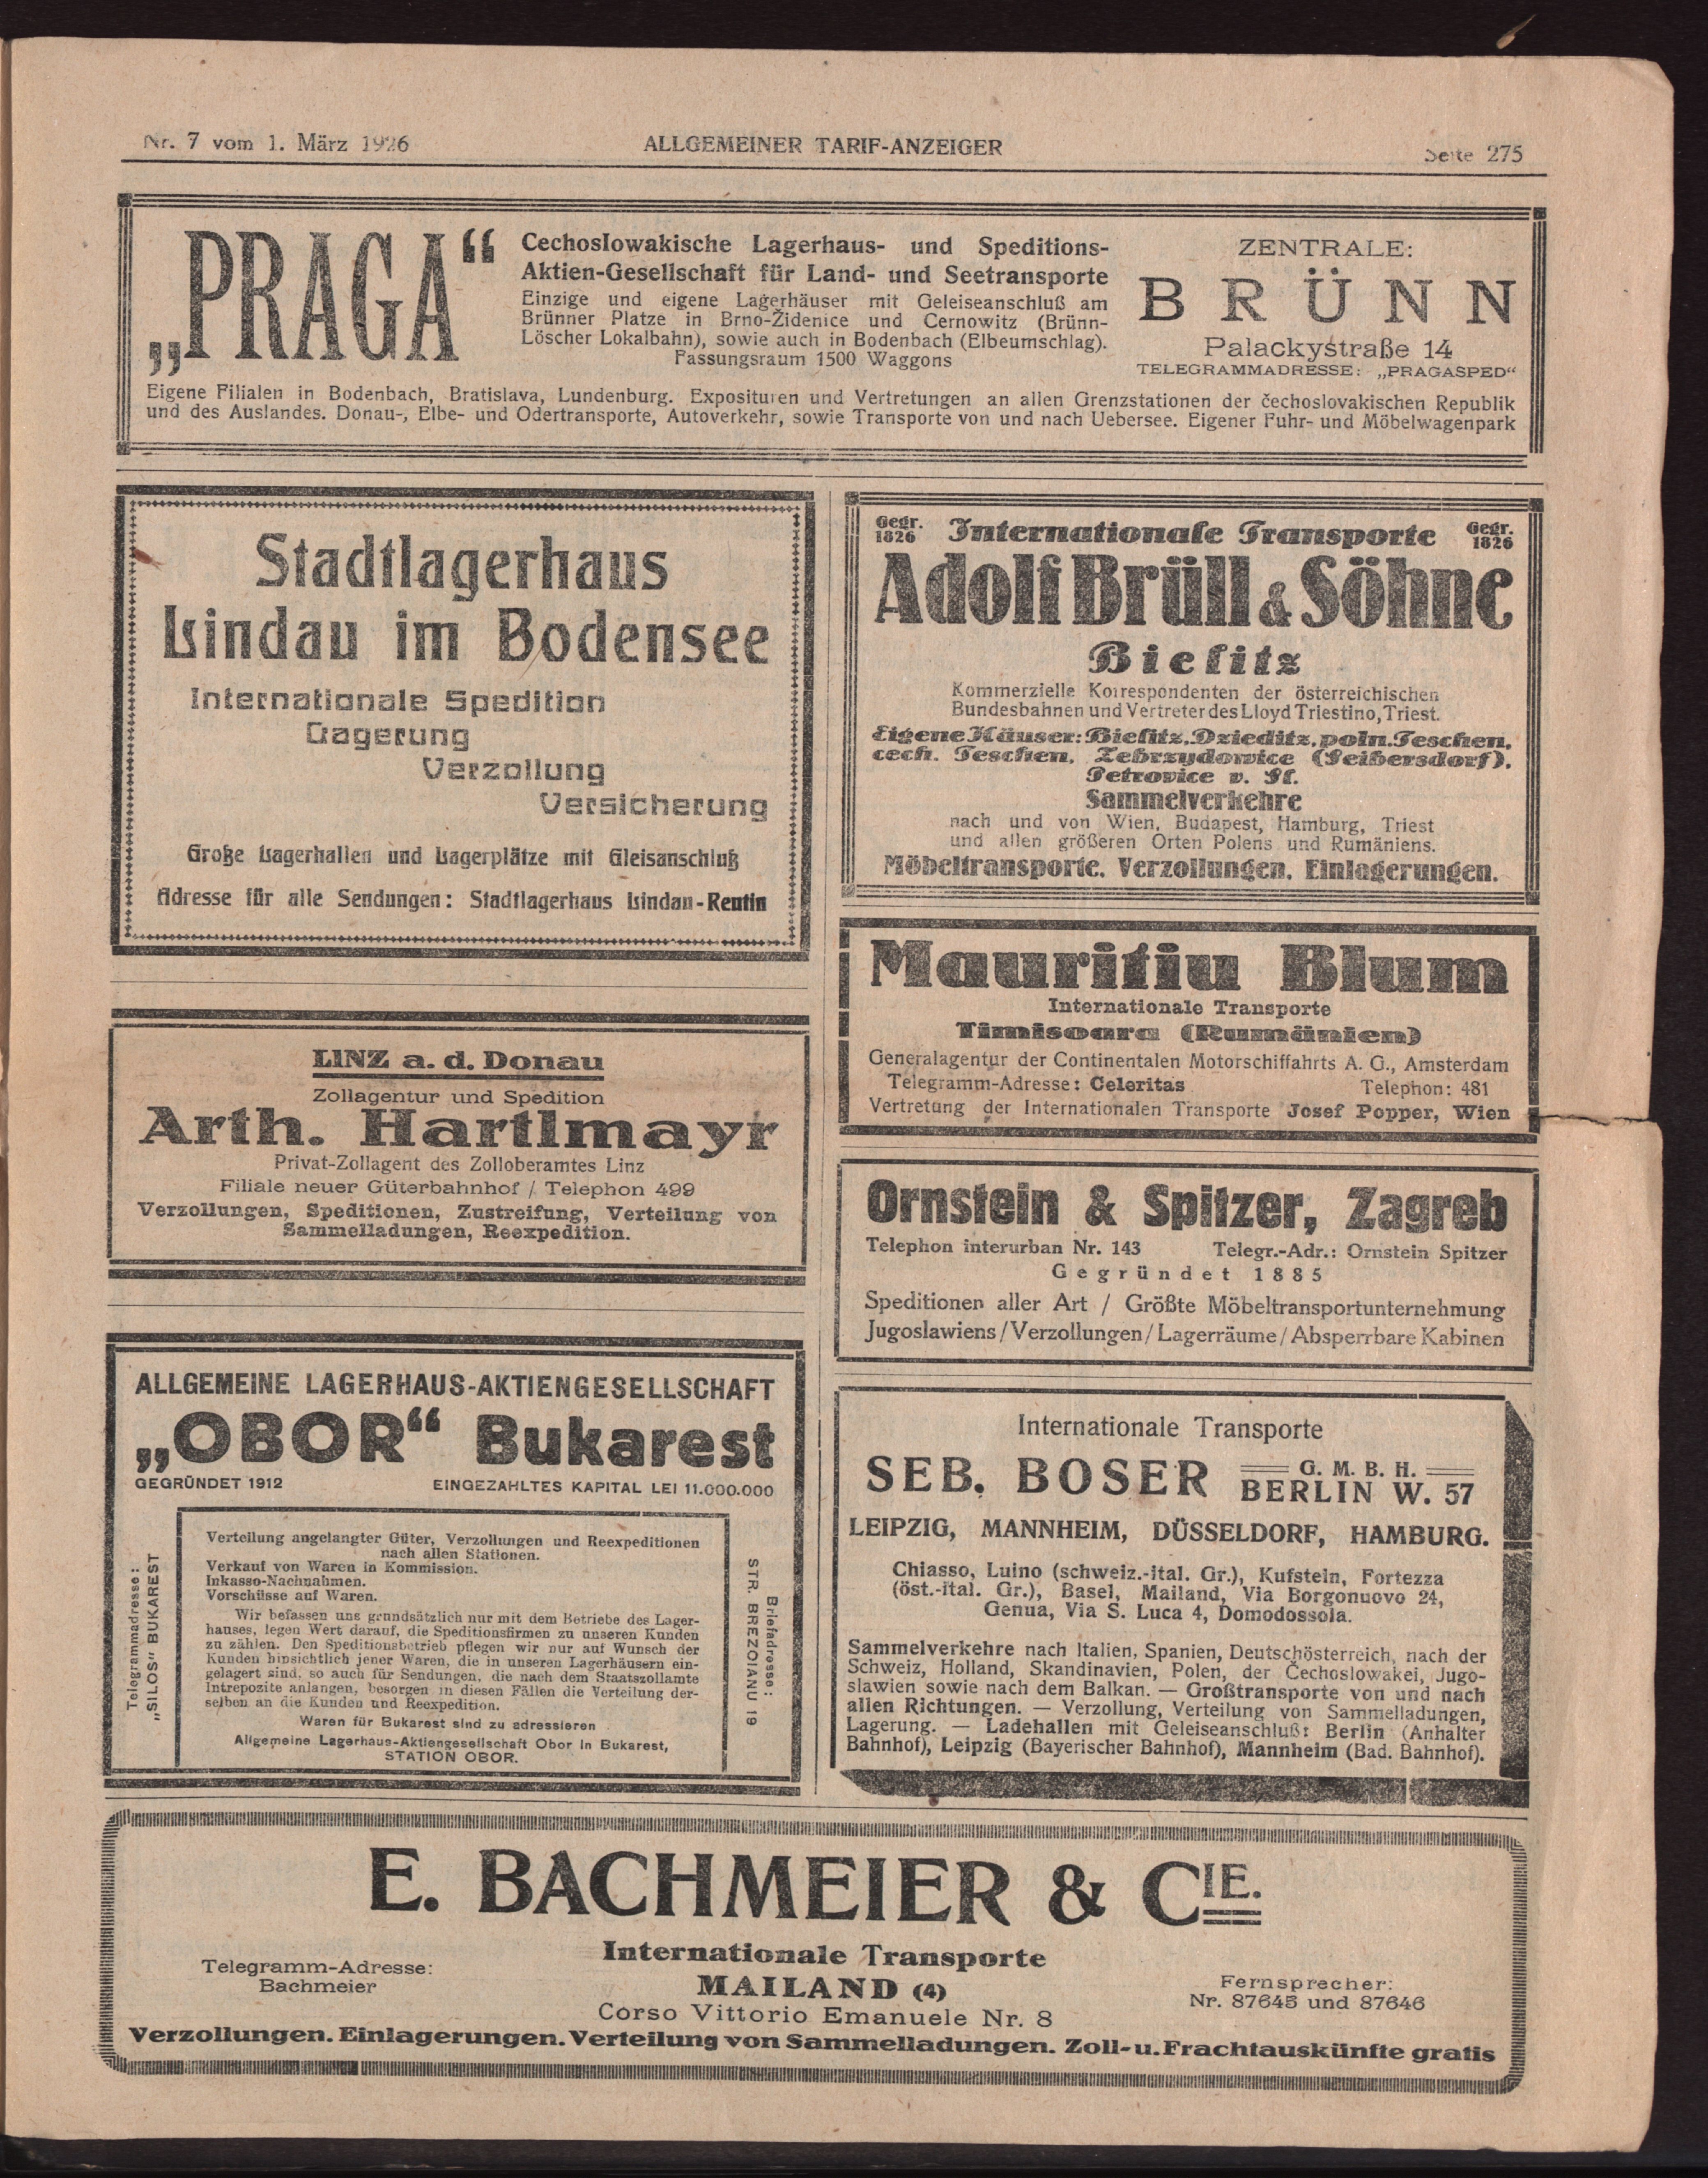 Nr. 7 vom 1. März 1926
ALLGEMEINER TARIF-ANZEIGER
Seite 275
„PRAGA“
Cechoslowakische Lagerhaus- und Speditions-
Aktien-Gesellschaft für Land- und Seetransporte
Einzige und eigene Lagerhäuser mit Geleiseanschluß am
Brünner Platze in Brno-Židenice und Cernowitz (Brünn-
Löscher Lokalbahn), sowie auch in Bodenbach (Elbeumschlag).
Fassungsraum 1500 Waggons
ZENTRALE:
BRÜNN
Palackystraße 14
TELEGRAMMADRESSE: „PRAGASPED“
Eigene Filialen in Bodenbach, Bratislava, Lundenburg. Exposituren und Vertretungen an allen Grenzstationen der čechoslovakischen Republik
und des Auslandes. Donau-, Elbe- und Odertransporte, Autoverkehr, sowie Transporte von und nach Uebersee. Eigener Fuhr- und Möbelwagenpark
Stadtlagerhaus
Lindau im Bodensee
Internationale Spedition
Lagerung
Verzollung
Versicherung
Große Lagerhallen und Lagerplätze mit Gleisanschluß
Adresse für alle Sendungen: Stadtlagerhaus Lindau-Reutin
LINZ a. d. Donau
Zollagentur und Spedition
Arth. Hartlmayr
Privat-Zollagent des Zolloberamtes Linz
Filiale neuer Güterbahnhof / Telephon 499
Verzollungen, Speditionen, Zustreifung, Verteilung von
Sammelladungen, Reexpedition.
ALLGEMEINE LAGERHAUS-AKTIENGESELLSCHAFT
„OBOR“ Bukarest
GEGRÜNDET 1912 EINGEZAHLTES KAPITAL LEI 11.000.000
Telegrammadresse:
„SILOS“ BUKAREST
Verteilung angelangter Güter, Verzollungen und Reexpeditionen
nach allen Stationen.
Verkauf von Waren in Kommission.
Inkasso-Nachnahmen.
Vorschüsse auf Waren.
Wir befassen uns grundsätzlich nur mit dem Betriebe des Lager-
hauses, legen Wert darauf, die Speditionsfirmen zu unseren Kunden
zu zählen. Den Speditionsbetrieb pflegen wir nur auf Wunsch der
Kunden hinsichtlich jener Waren, die in unseren Lagerhäusern ein-
gelagert sind, so auch für Sendungen, die nach dem Staatszollamte
Intrepozite anlangen, besorgen in diesen Fällen die Verteilung der-
selben an die Kunden und Reexpedition.
Waren für Bukarest sind zu adressieren
Allgemeine Lagerhaus-Aktiengesellschaft Obor in Bukarest,
STATION OBOR.
Briefadresse:
STR. BREZOIANU 19
Gegr.
1826
Internationale Transporte
Gegr.
1826
Adolf Brüll & Söhne
Bielitz
Kommerzielle Korrespondenten der österreichischen
Bundesbahnen und Vertreter des Lloyd Triestino, Triest.
Eigene Häuser: Bielitz, Dzieditz, poln. Teschen,
cech. Teschen, Zebrzydowice (Seibersdorf),
Petrovice v. Sl.
Sammelverkehre
nach und von Wien, Budapest, Hamburg, Triest
und allen größeren Orten Polens und Rumäniens.
Möbeltransporte. Verzollungen. Einlagerungen.
Mauritiu Blum
Internationale Transporte
Timisoara (Rumänien)
Generalagentur der Continentalen Motorschiffahrts A. G., Amsterdam
Telegramm-Adresse: Celeritas Telephon: 481
Vertretung der Internationalen Transporte Josef Popper, Wien
Ornstein & Spitzer, Zagreb
Telephon interurban Nr. 143 Telegr.-Adr.: Ornstein Spitzer
Gegründet 1885
Speditionen aller Art / Größte Möbeltransportunternehmung
Jugoslawiens / Verzollungen / Lagerräume / Absperrbare Kabinen
Internationale Transporte
SEB. BOSER G. M. B. H.
BERLIN W. 57
LEIPZIG, MANNHEIM, DÜSSELDORF, HAMBURG.
Chiasso, Luino (schweiz.-ital. Gr.), Kufstein, Fortezza
(öst.-ital. Gr.), Basel, Mailand, Via Borgonuovo 24,
Genua, Via S. Luca 4, Domodossola.
Sammelverkehre nach Italien, Spanien, Deutschösterreich, nach der
Schweiz, Holland, Skandinavien, Polen, der Čechoslowakei, Jugo-
slawien sowie nach dem Balkan. — Großtransporte von und nach
allen Richtungen. — Verzollung, Verteilung von Sammelladungen,
Lagerung. — Ladehallen mit Geleiseanschluß: Berlin (Anhalter
Bahnhof), Leipzig (Bayerischer Bahnhof), Mannheim (Bad. Bahnhof).
E. BACHMEIER & CIE.
Internationale Transporte
Telegramm-Adresse:
Bachmeier
MAILAND (4)
Corso Vittorio Emanuele Nr. 8
Fernsprecher:
Nr. 87645 und 87646
Verzollungen. Einlagerungen. Verteilung von Sammelladungen. Zoll- u. Frachtauskünfte gratis